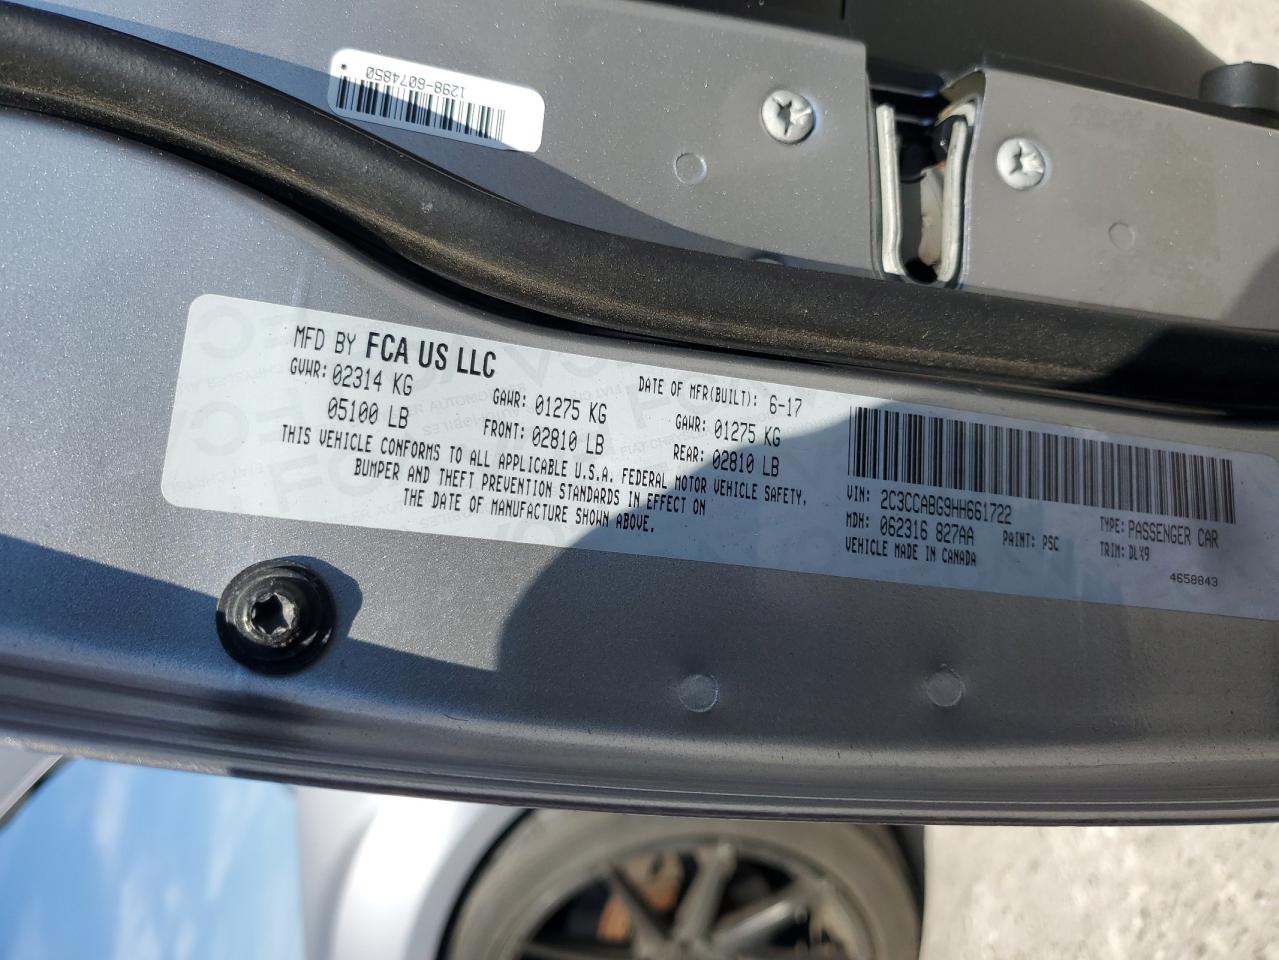 1298-6074850
MFD BY FCA US LLC
DATE OF MFR(BUILT): 6-17
GVWR: 02314 KG
GAWR: 01275 KG
GAWR: 01275 KG
05100 LB
FRONT: 02810 LB
REAR: 02810 LB
THIS VEHICLE CONFORMS TO ALL APPLICABLE U.S.A. FEDERAL MOTOR VEHICLE SAFETY,
BUMPER AND THEFT PREVENTION STANDARDS IN EFFECT ON
THE DATE OF MANUFACTURE SHOWN ABOVE.
VIN: 2C3CCABG9HH661722
TYPE: PASSENGER CAR
MDH: 062316 827AA
PAINT: PSC
TRIM: DLX9
VEHICLE MADE IN CANADA
4658843